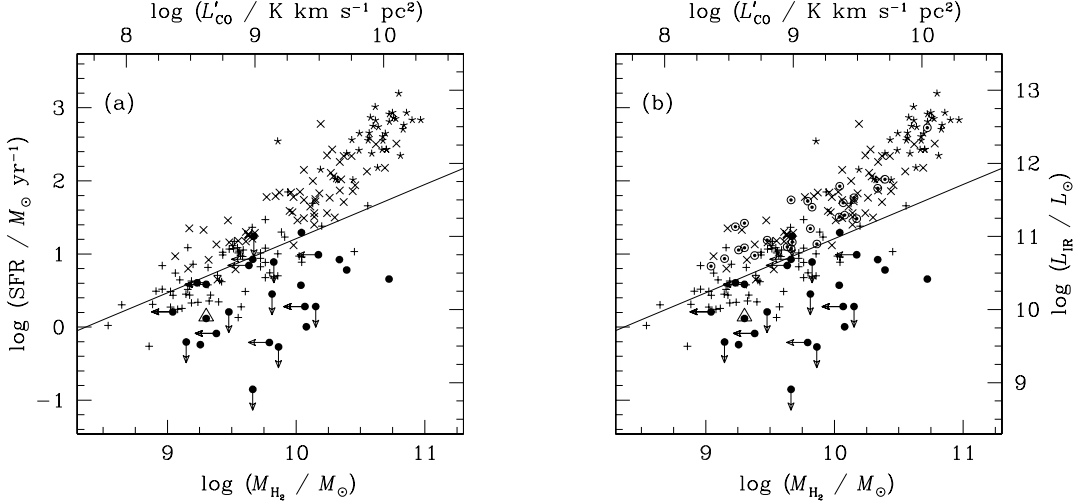 log (L′CO / K km s⁻¹ pc²)
8 9 10
(a)
3
2
1
0
−1
log (SFR / M⊙ yr⁻¹)
9 10 11
log (MH₂ / M⊙)
log (L′CO / K km s⁻¹ pc²)
8 9 10
(b)
13
12
11
10
9
log (LIR / L⊙)
9 10 11
log (MH₂ / M⊙)